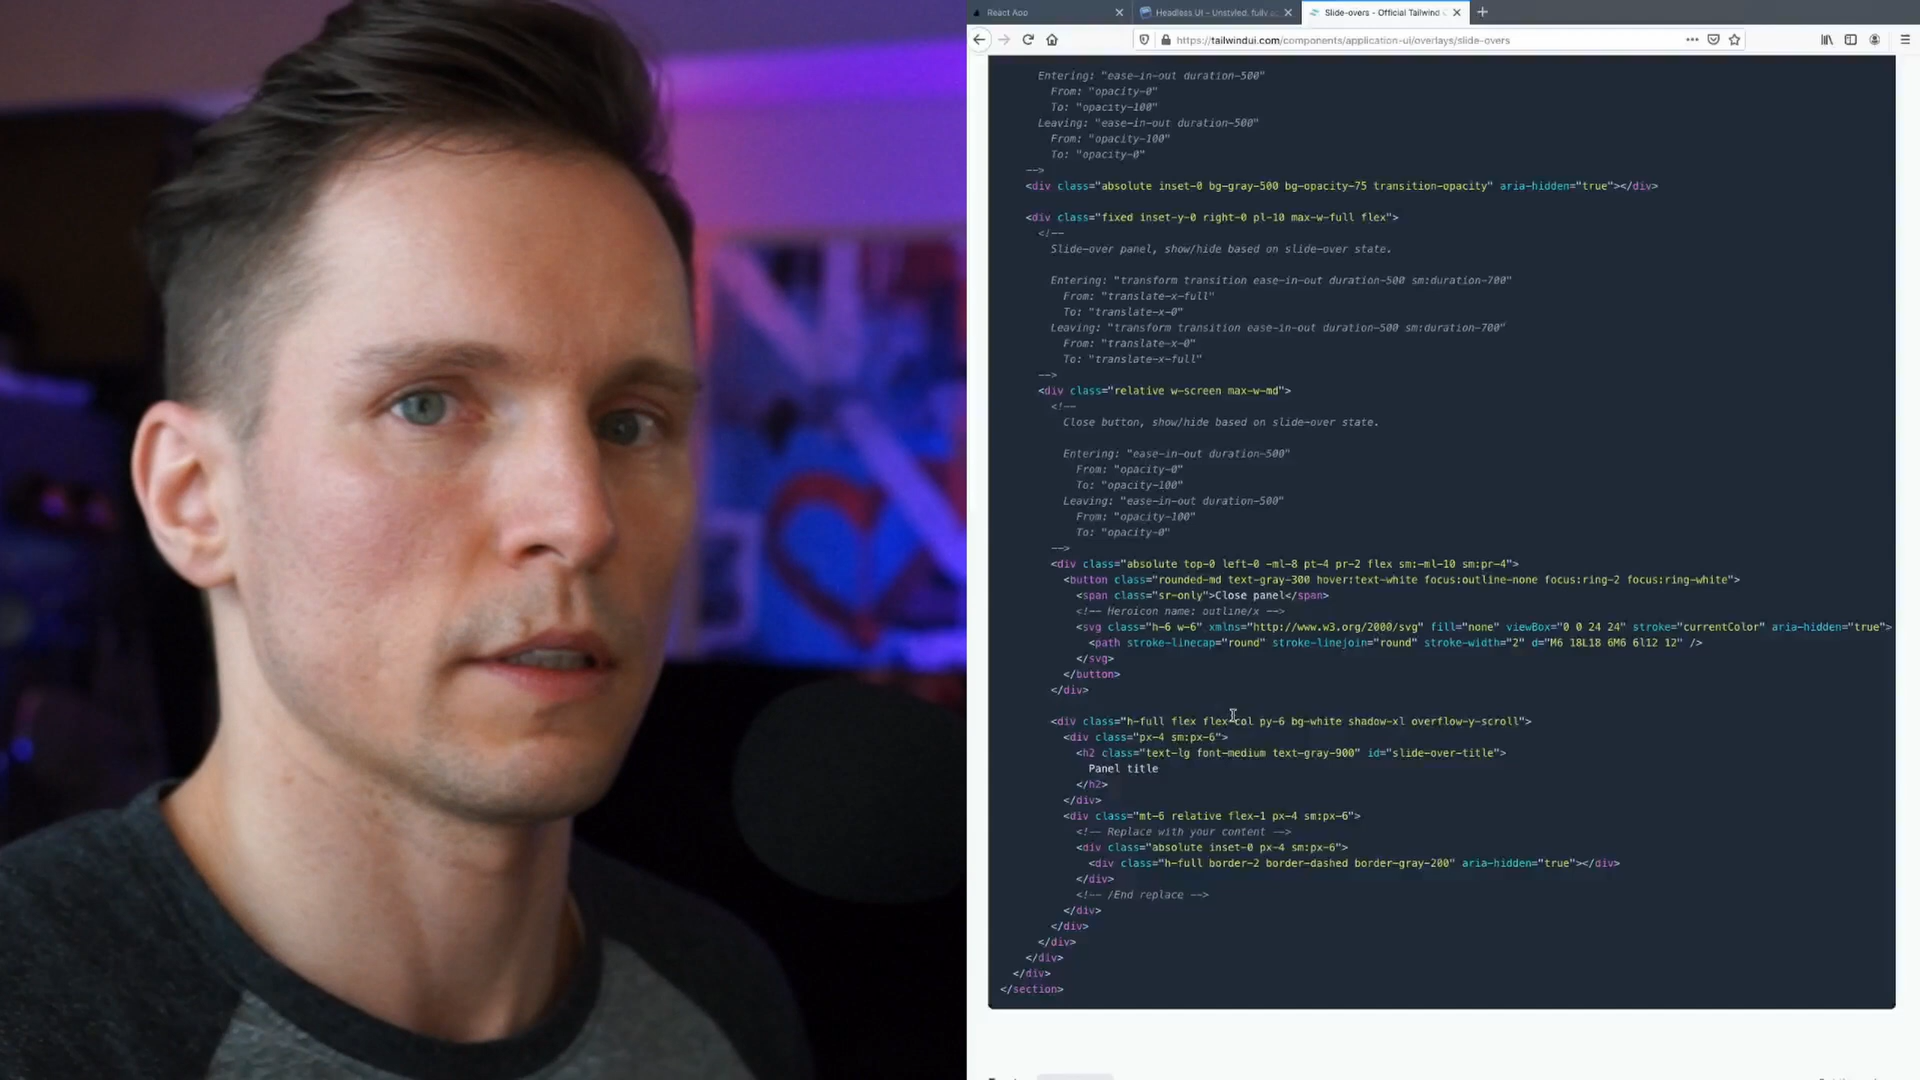 React App
Headless UI – Unstyled, fully ac
Slide-overs - Official Tailwind
https://tailwindui.com/components/application-ui/overlays/slide-overs
Entering: "ease-in-out duration-500"
From: "opacity-0"
To: "opacity-100"
Leaving: "ease-in-out duration-500"
From: "opacity-100"
To: "opacity-0"
-->
<div class="absolute inset-0 bg-gray-500 bg-opacity-75 transition-opacity" aria-hidden="true"></div>
<div class="fixed inset-y-0 right-0 pl-10 max-w-full flex">
<!--
Slide-over panel, show/hide based on slide-over state.
Entering: "transform transition ease-in-out duration-500 sm:duration-700"
From: "translate-x-full"
To: "translate-x-0"
Leaving: "transform transition ease-in-out duration-500 sm:duration-700"
From: "translate-x-0"
To: "translate-x-full"
-->
<div class="relative w-screen max-w-md">
<!--
Close button, show/hide based on slide-over state.
Entering: "ease-in-out duration-500"
From: "opacity-0"
To: "opacity-100"
Leaving: "ease-in-out duration-500"
From: "opacity-100"
To: "opacity-0"
-->
<div class="absolute top-0 left-0 -ml-8 pt-4 pr-2 flex sm:-ml-10 sm:pr-4">
<button class="rounded-md text-gray-300 hover:text-white focus:outline-none focus:ring-2 focus:ring-white">
<span class="sr-only">Close panel</span>
<!-- Heroicon name: outline/x -->
<svg class="h-6 w-6" xmlns="http://www.w3.org/2000/svg" fill="none" viewBox="0 0 24 24" stroke="currentColor" aria-hidden="true">
<path stroke-linecap="round" stroke-linejoin="round" stroke-width="2" d="M6 18L18 6M6 6l12 12" />
</svg>
</button>
</div>
<div class="h-full flex flex-col py-6 bg-white shadow-xl overflow-y-scroll">
<div class="px-4 sm:px-6">
<h2 class="text-lg font-medium text-gray-900" id="slide-over-title">
Panel title
</h2>
</div>
<div class="mt-6 relative flex-1 px-4 sm:px-6">
<!-- Replace with your content -->
<div class="absolute inset-0 px-4 sm:px-6">
<div class="h-full border-2 border-dashed border-gray-200" aria-hidden="true"></div>
</div>
<!-- /End replace -->
</div>
</div>
</div>
</div>
</div>
</section>